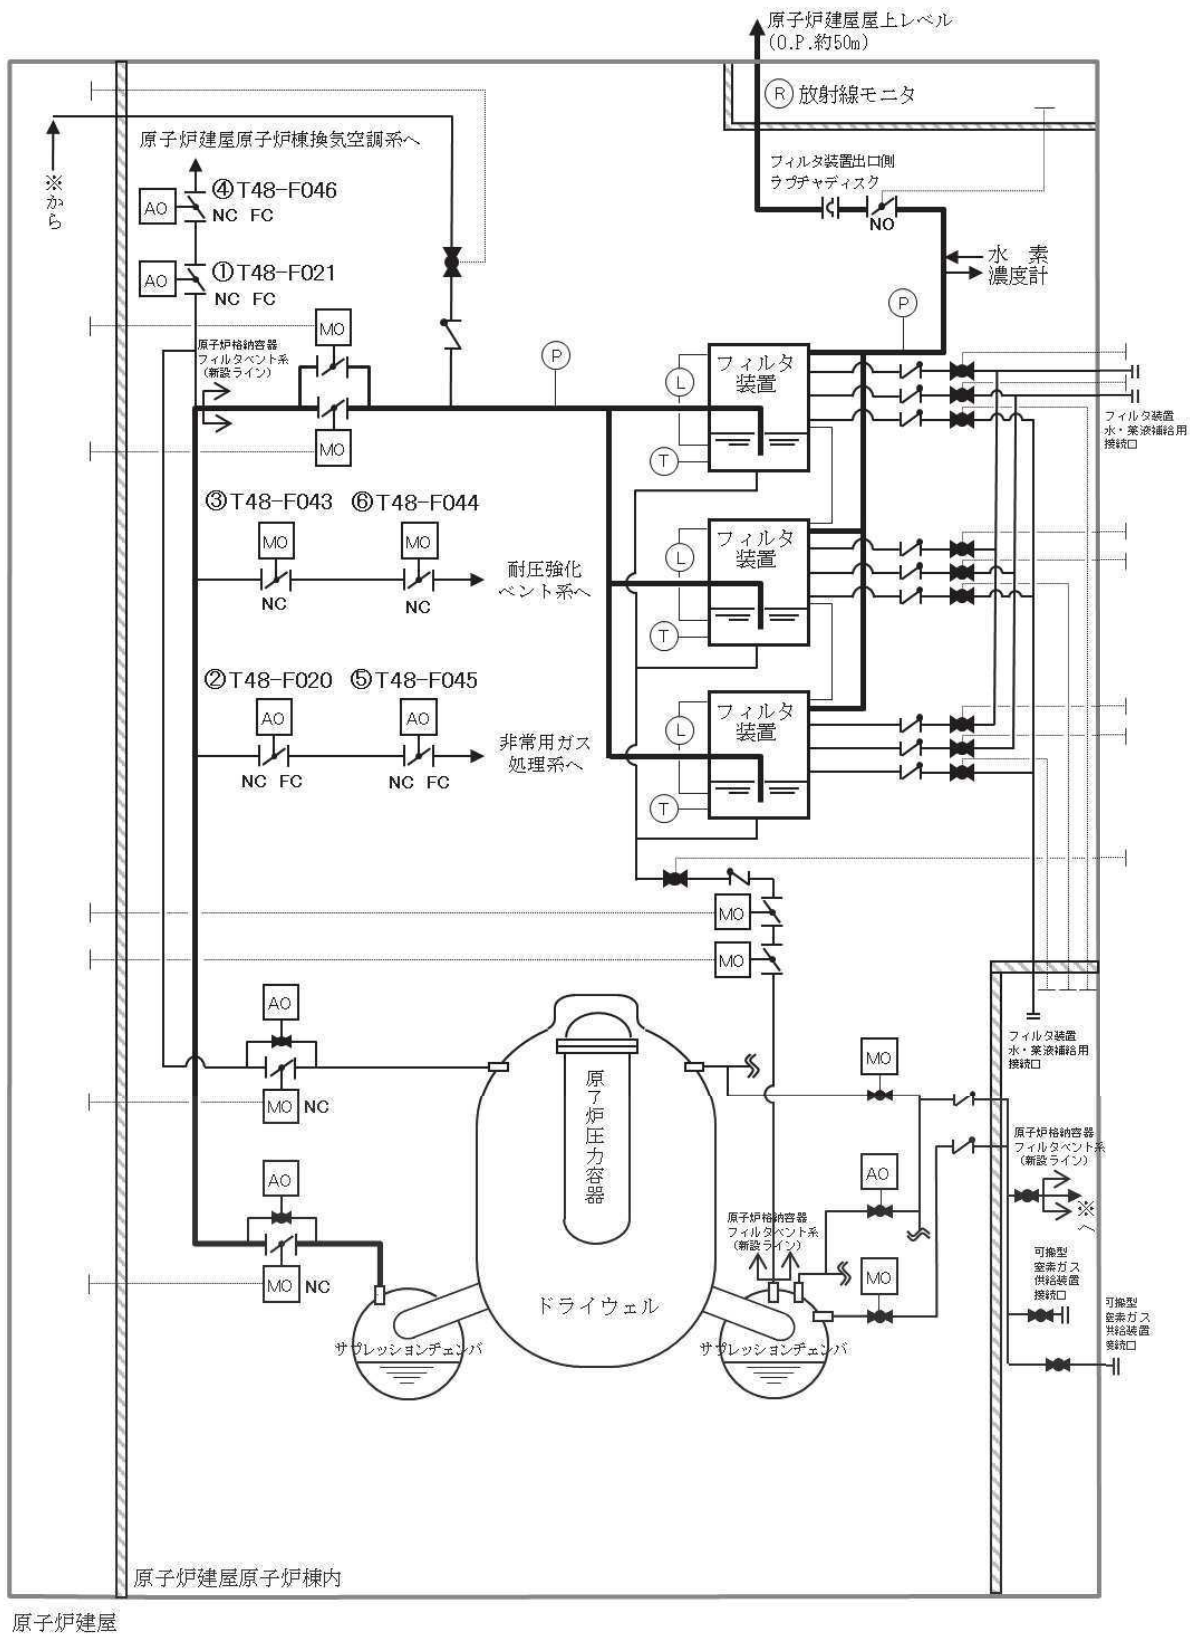 原子炉建屋屋上レベル
(O.P.約50m)
R 放射線モニタ
原子炉建屋原子炉棟換気空調系へ
※から
フィルタ装置出口側
ラプチャディスク
AO
④T48-F046
NC FC
NO
水素
濃度計
AO
①T48-F021
NC FC
P
MO
原子炉格納容器
フィルタベント系
(新設ライン)
P
フィルタ
装置
L
T
MO
フィルタ装置
水・薬液補給用
接続口
③T48-F043
MO
NC
⑥T48-F044
MO
NC
耐圧強化
ベント系へ
フィルタ
装置
L
T
②T48-F020
AO
NC FC
⑤T48-F045
AO
NC FC
非常用ガス
処理系へ
フィルタ
装置
L
T
MO
MO
AO
MO
NC
フィルタ装置
水・薬液補給用
接続口
原子炉圧力容器
MO
原子炉格納容器
フィルタベント系
(新設ライン)
AO
AO
MO
NC
※へ
原子炉格納容器
フィルタベント系
(新設ライン)
MO
可搬型
窒素ガス
供給装置
接続口
可搬型
窒素ガス
供給装置
接続口
ドライウェル
サプレッションチェンバ
サプレッションチェンバ
原子炉建屋原子炉棟内
原子炉建屋